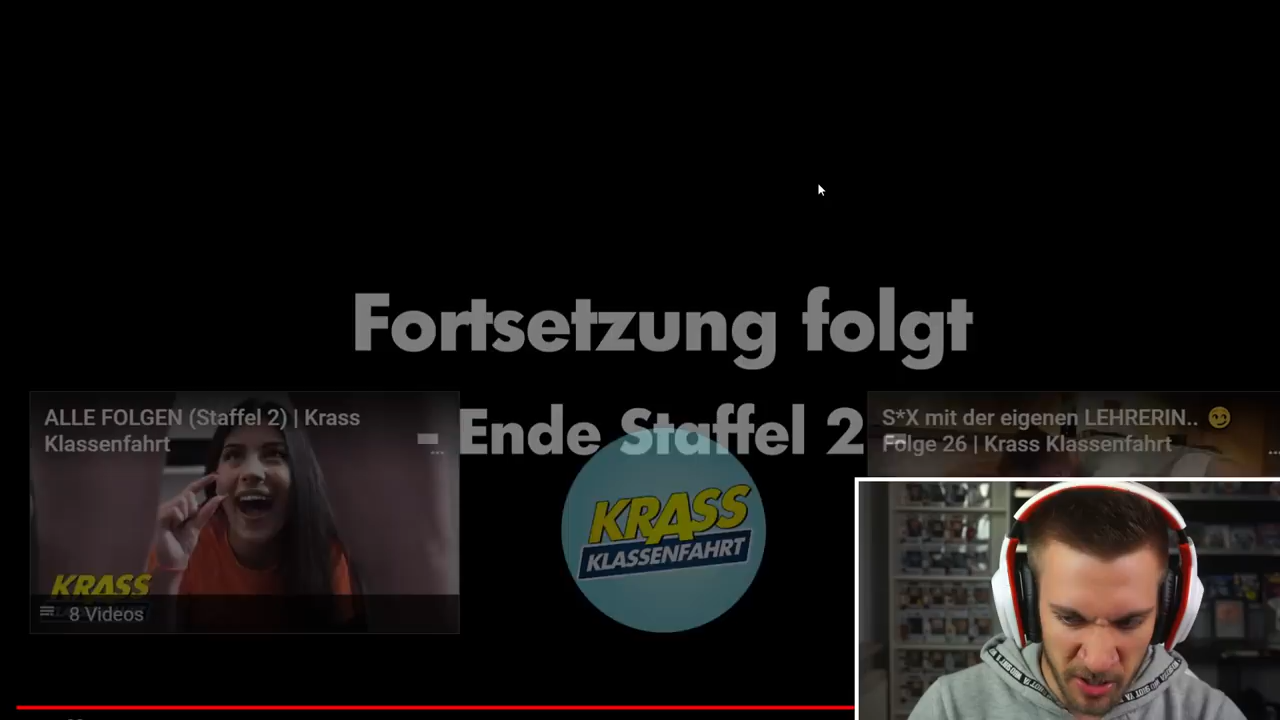 Fortsetzung folgt
- Ende Staffel 2 -
ALLE FOLGEN (Staffel 2) | Krass
Klassenfahrt
KRASS
8 Videos
KRASS
KLASSENFAHRT
S*X mit der eigenen LEHRERIN.. 😏
Folge 26 | Krass Klassenfahrt